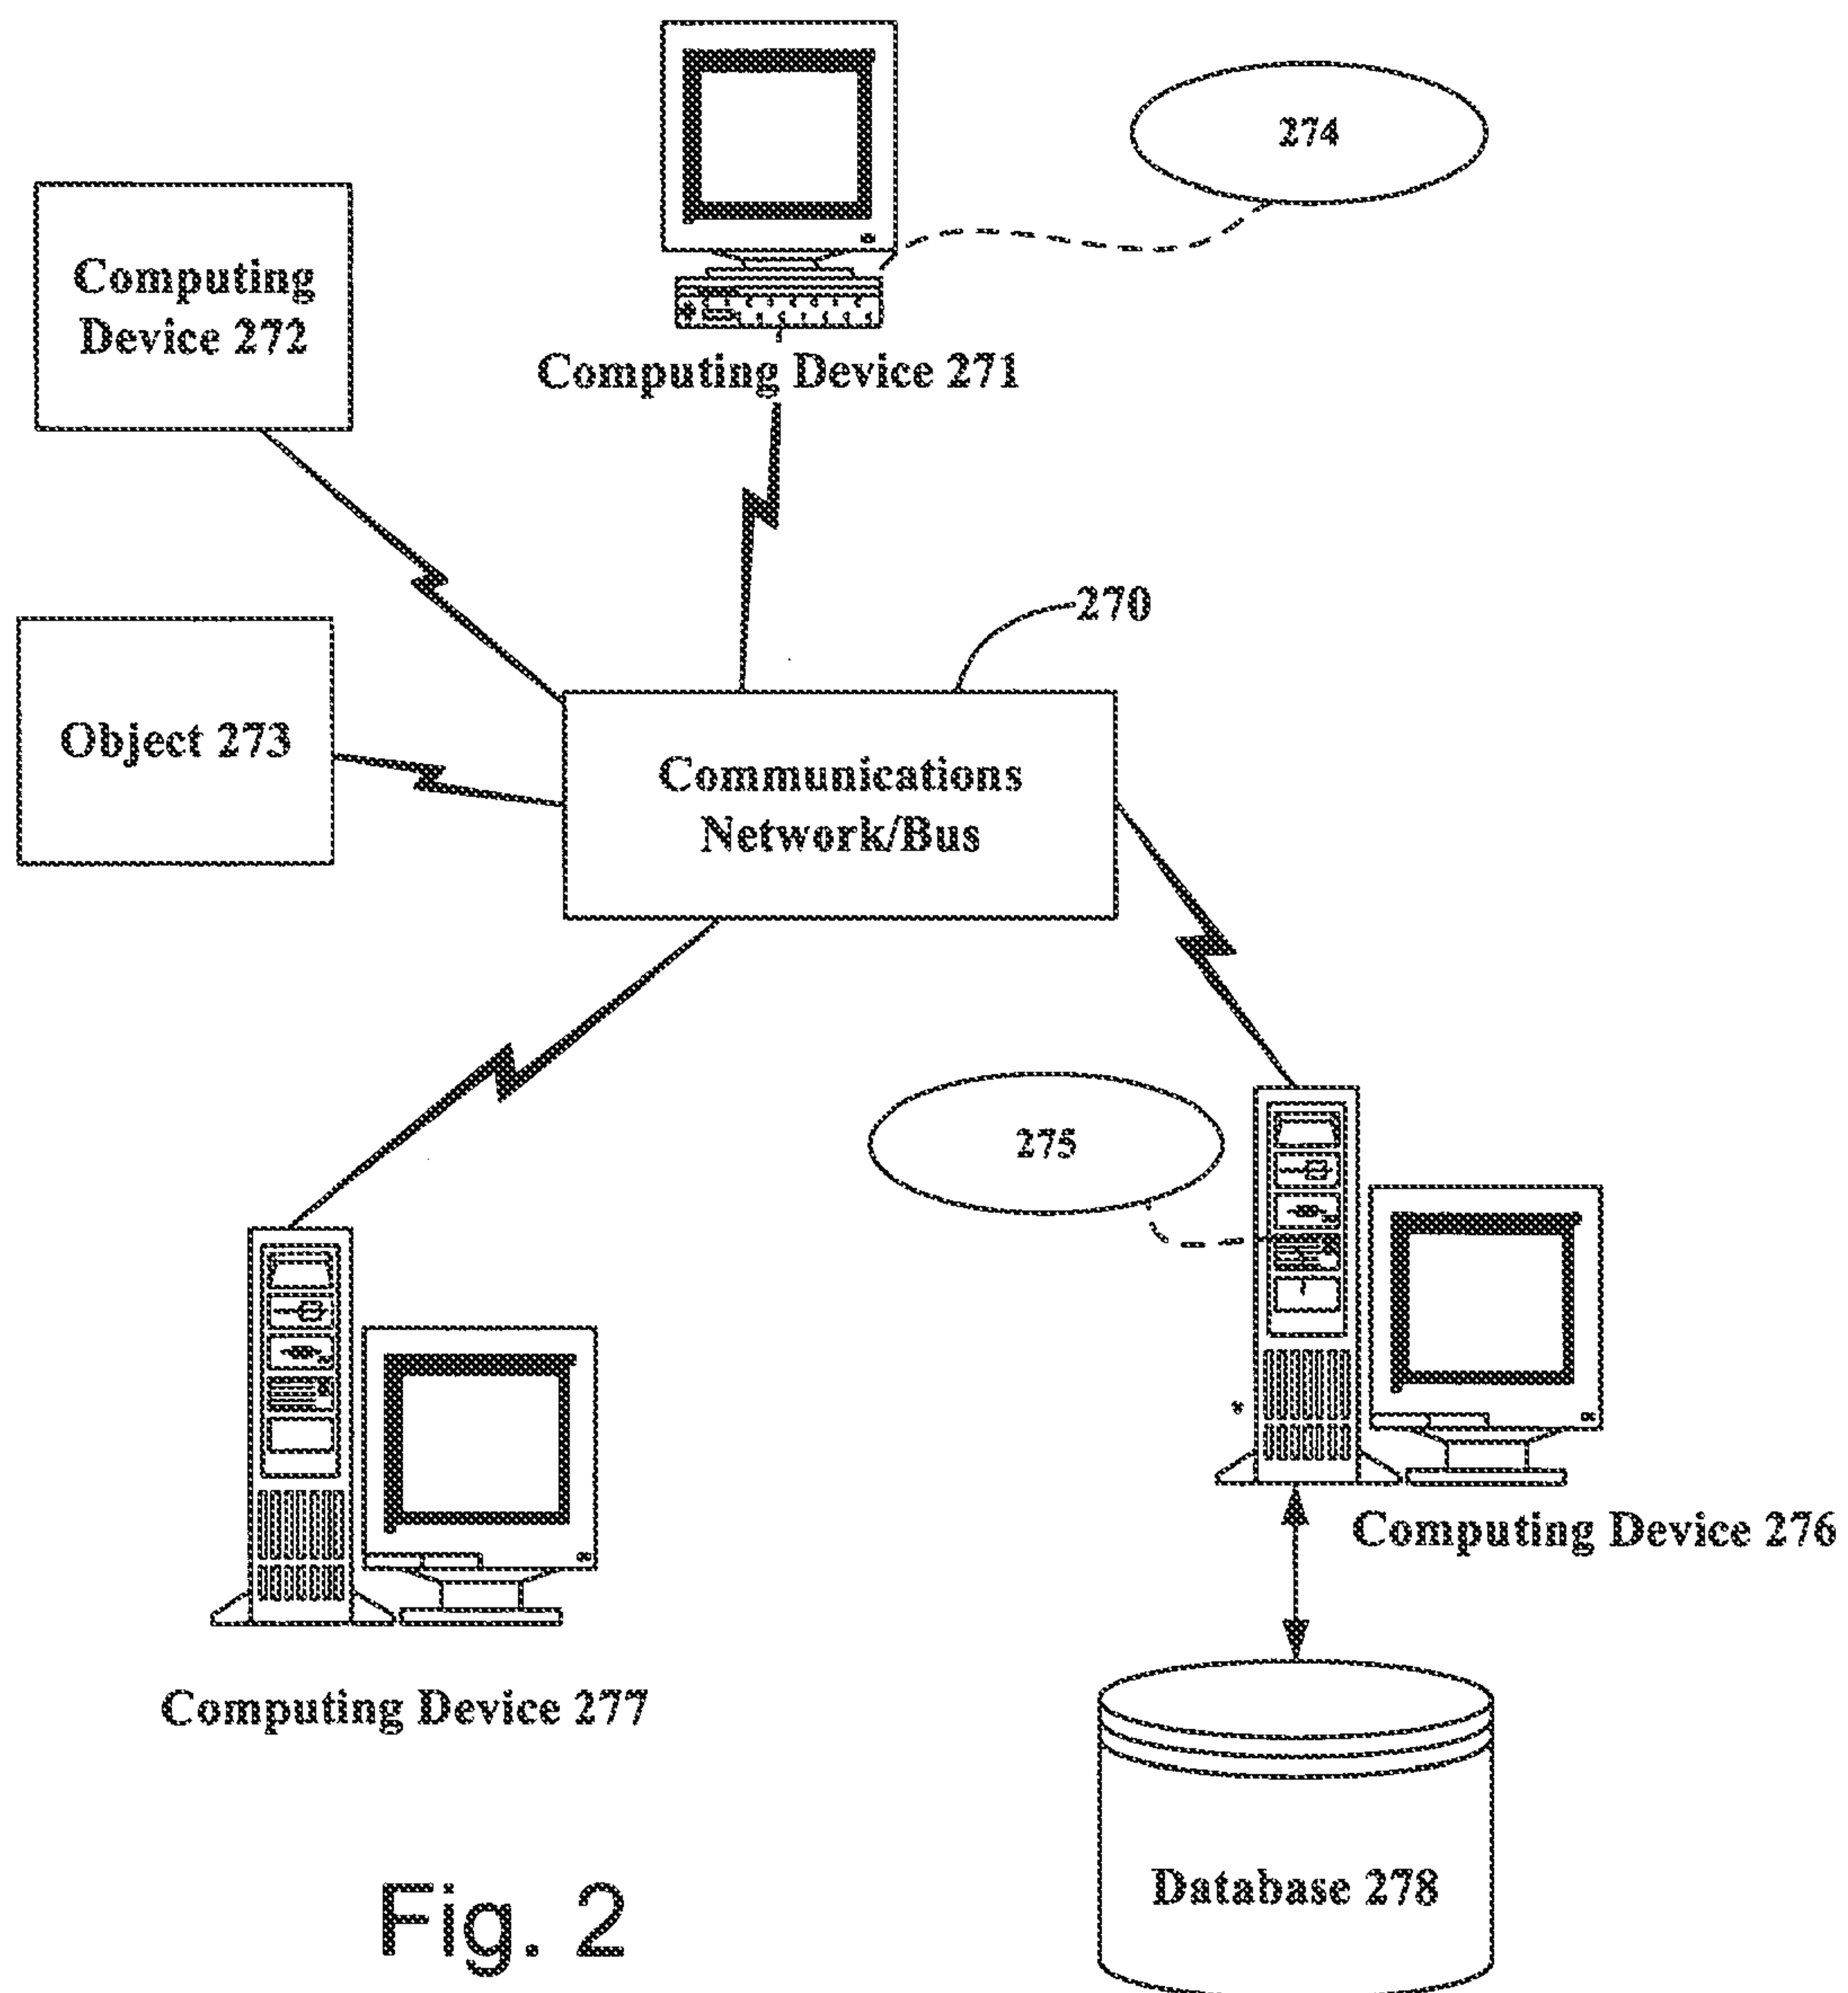 274
Computing
Device 272
Computing Device 271
270
Object 273
Communications
Network/Bus
275
Computing Device 276
Computing Device 277
Database 278
Fig. 2